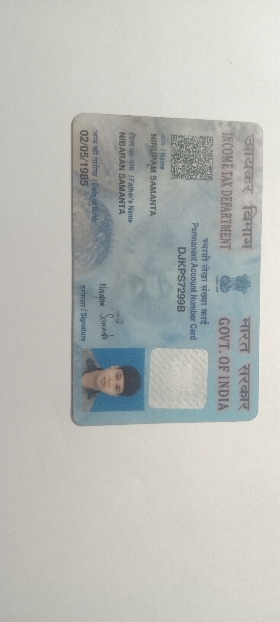 आयकर विभाग
INCOME TAX DEPARTMENT
भारत सरकार
GOVT. OF INDIA
स्थायी लेखा संख्या कार्ड
Permanent Account Number Card
DJKPS7299B
नाम / Name
NIRUPAM SAMANTA
पिता का नाम / Father's Name
NIBARAN SAMANTA
जन्म की तारीख / Date of Birth
02/05/1985
Nirupam Samanta
हस्ताक्षर / Signature